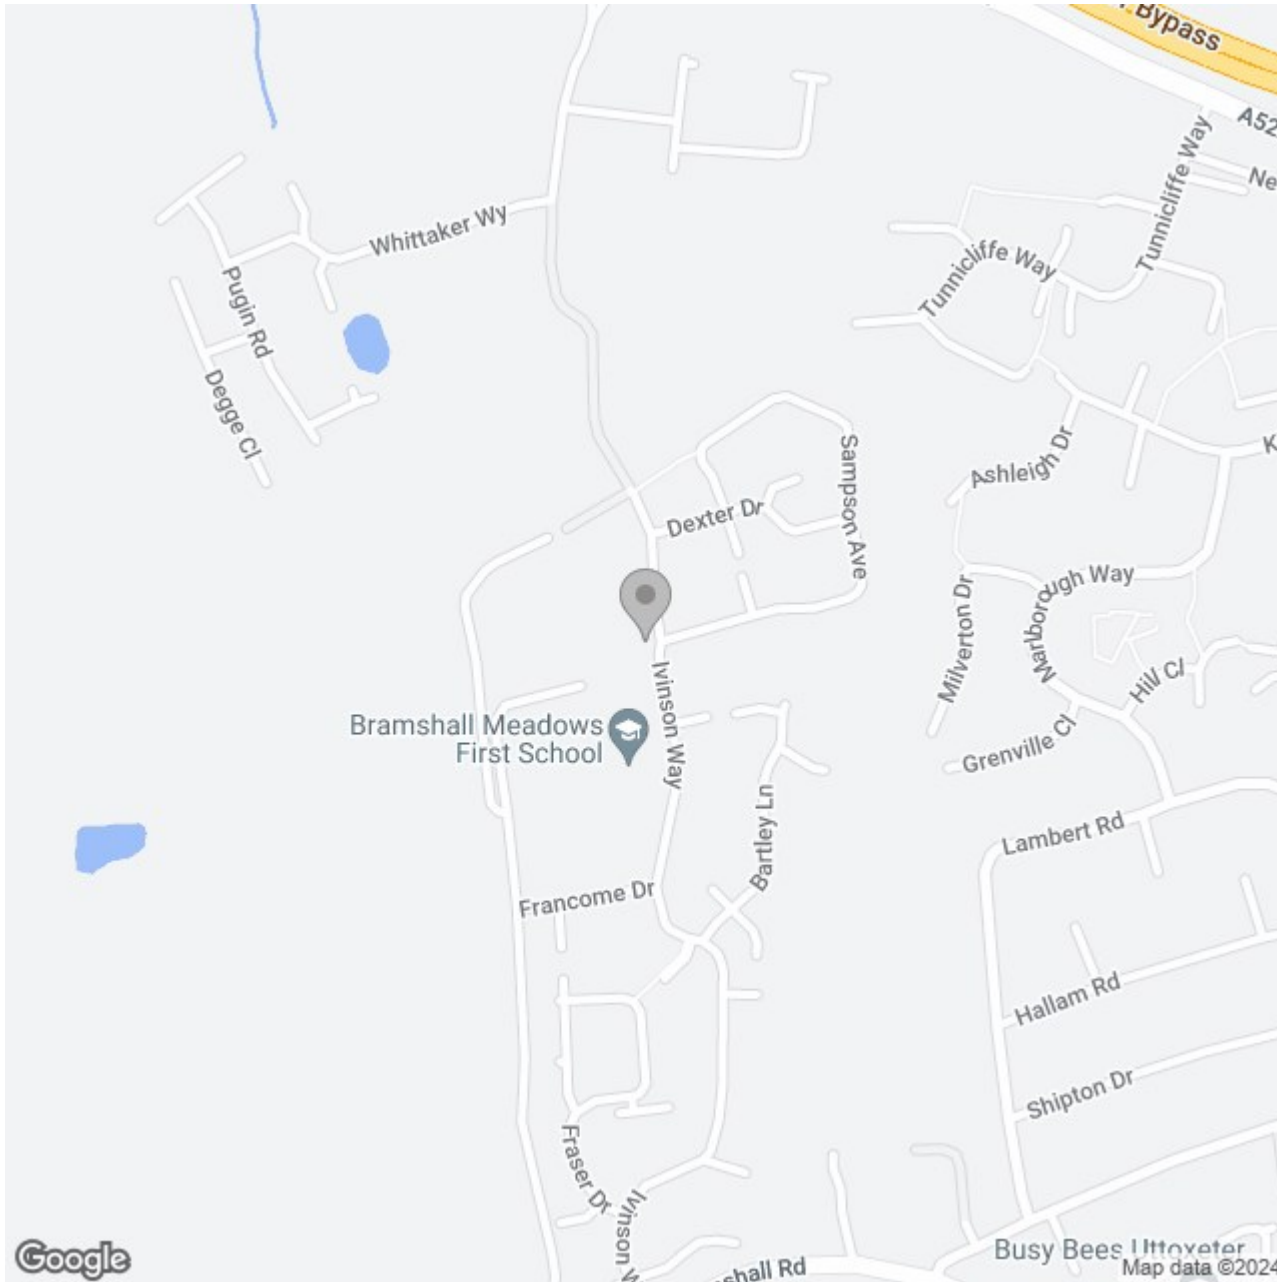 Bypass
A52
Tunnicliffe Way
Ne
Whittaker Wy
Tunnicliffe Way
Pugin Rd
Degge Cl
Sampson Ave
Ashleigh Dr
K
Dexter Dr
Marlborough Way
Milverton Dr
Hill Cl
Ivinson Way
Bramshall Meadows
First School
Grenville Cl
Bartley Ln
Lambert Rd
Francome Dr
Hallam Rd
Shipton Dr
Fraser Dr
Ivinson W
Busy Bees Uttoxeter
shall Rd
Google
Map data ©2024